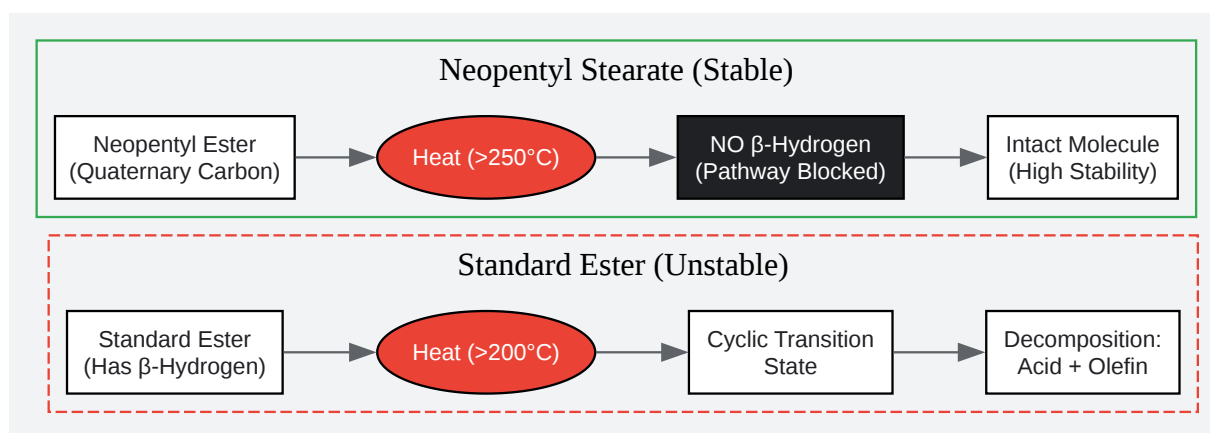 Neopentyl Stearate (Stable)
Neopentyl Ester
(Quaternary Carbon)
Heat (>250°C)
NO β-Hydrogen
(Pathway Blocked)
Intact Molecule
(High Stability)
Standard Ester (Unstable)
Standard Ester
(Has β-Hydrogen)
Heat (>200°C)
Cyclic Transition
State
Decomposition:
Acid + Olefin